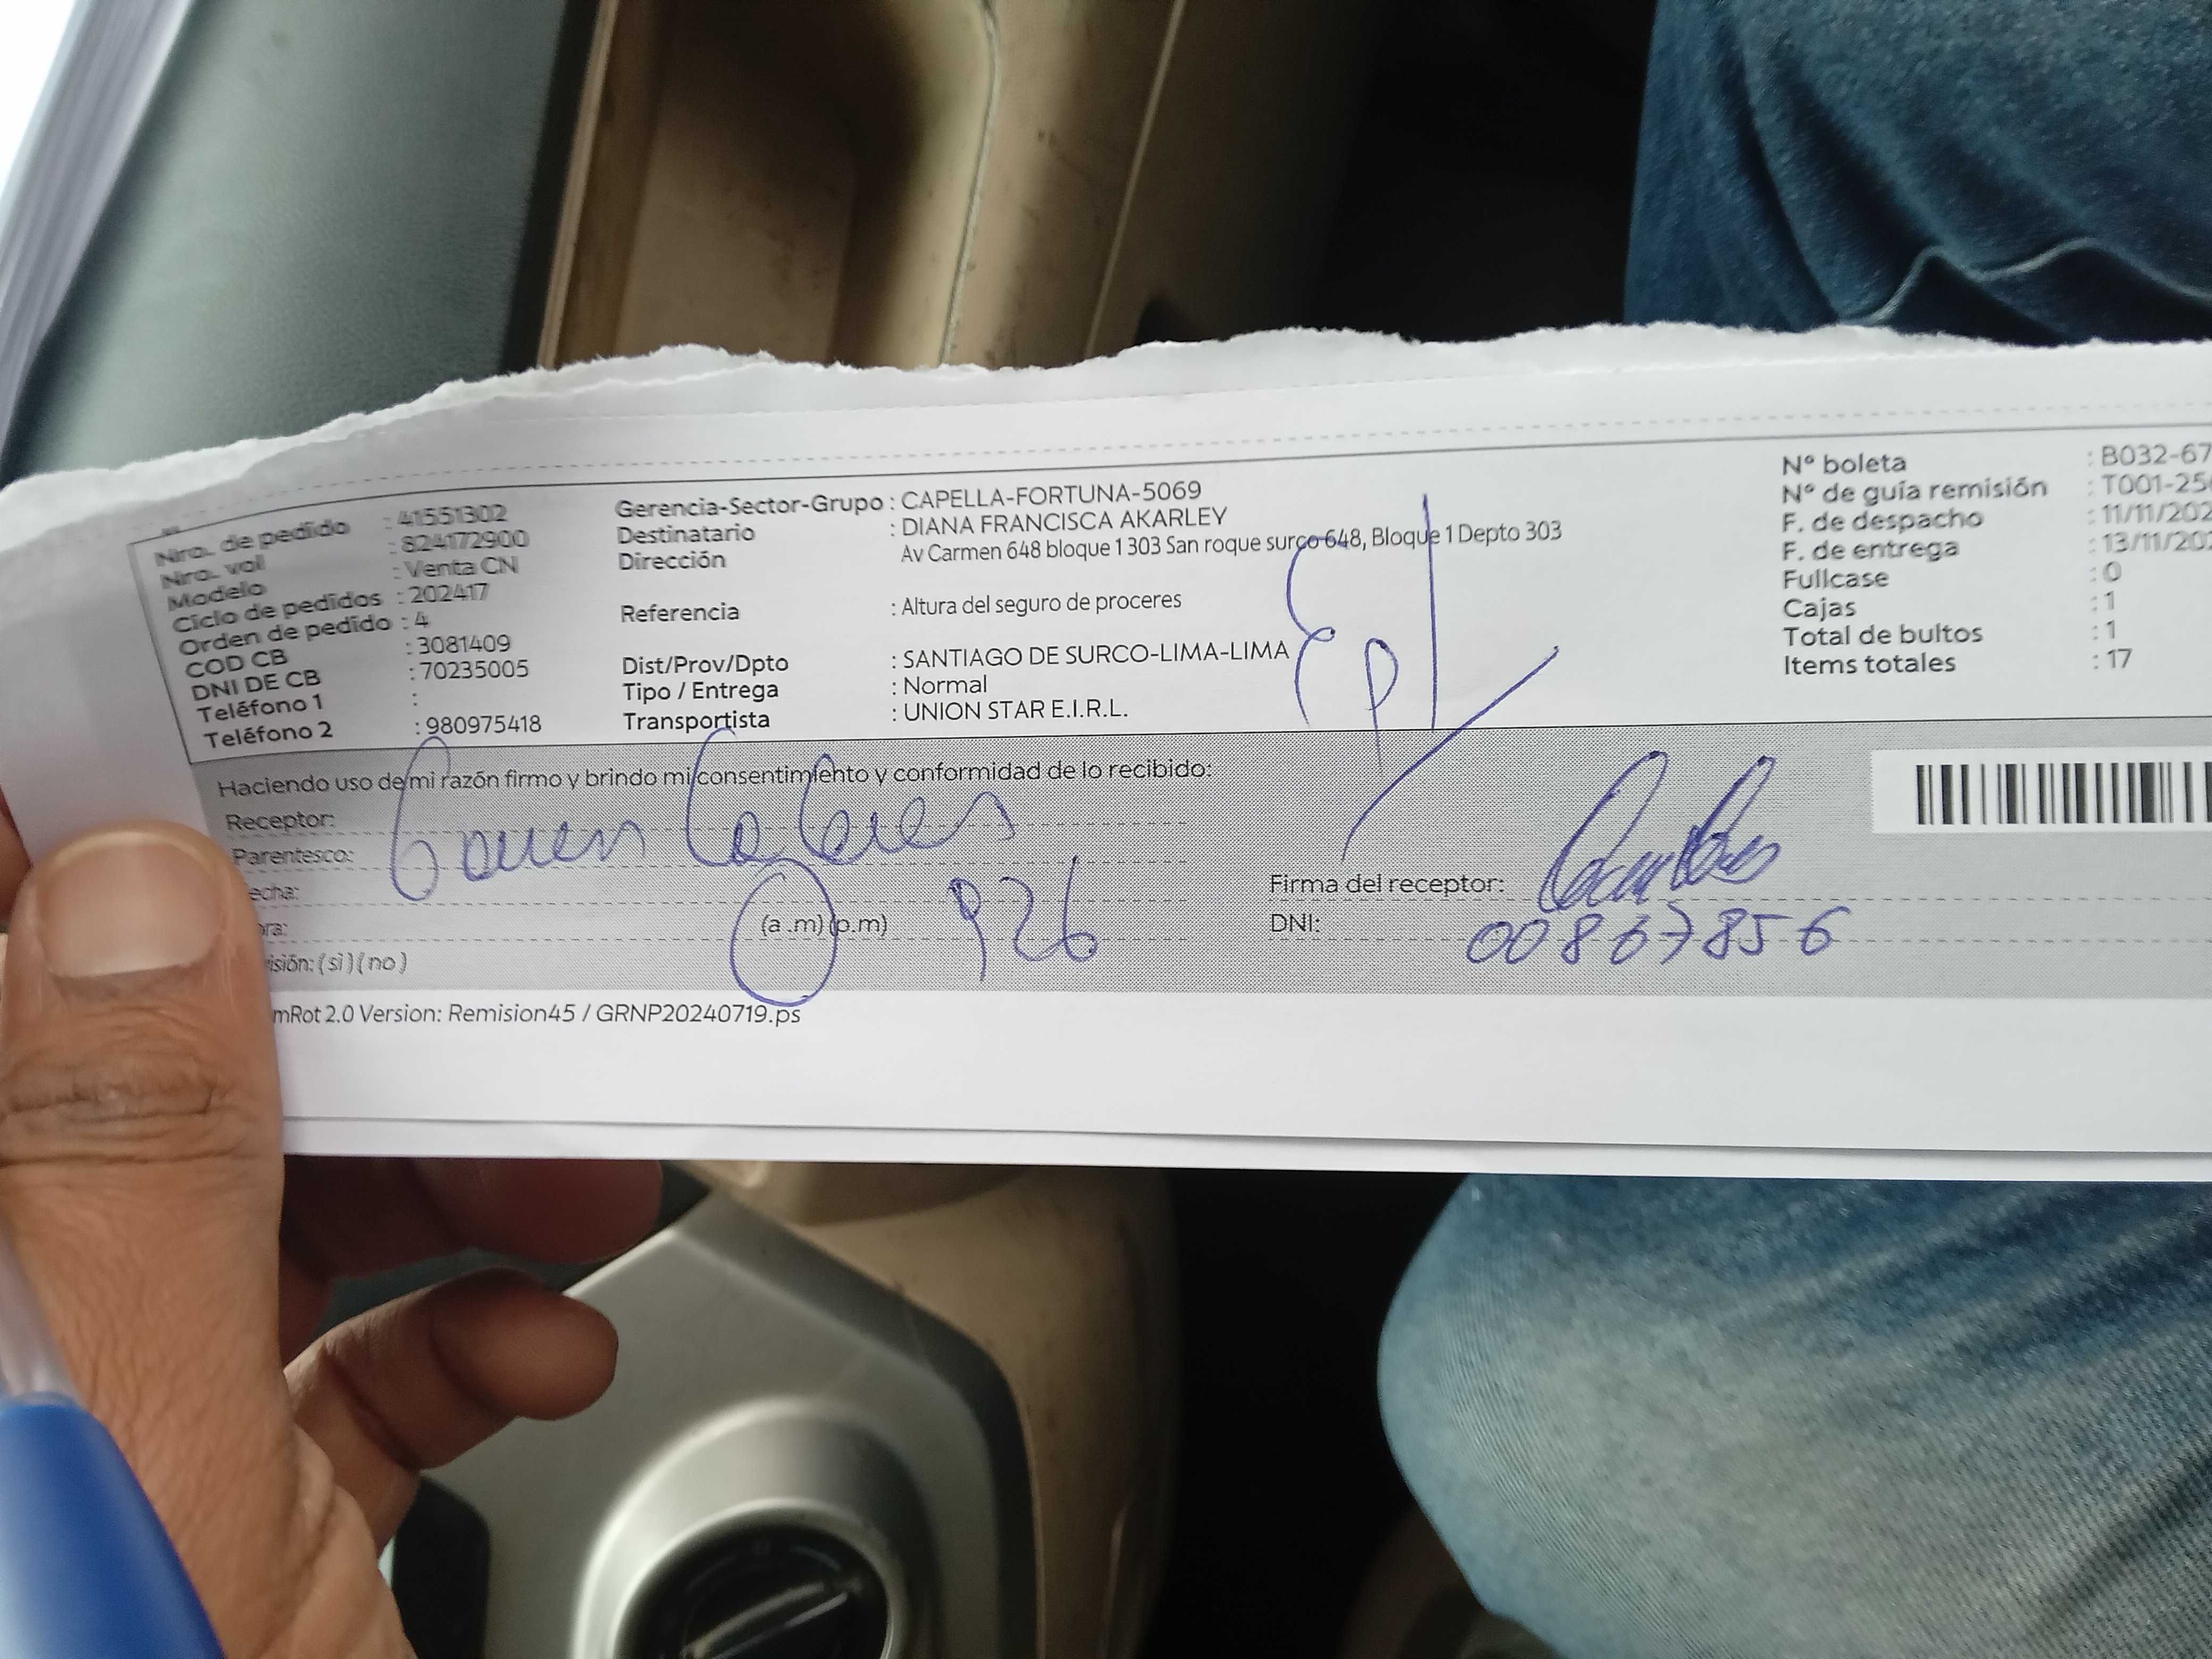 Nro. de pedido : 41551302
Nro. vol : 824172900
Modelo : Venta CN
Ciclo de pedidos : 202417
Orden de pedido : 4
COD CB : 3081409
DNI DE CB : 70235005
Teléfono 1 :
Teléfono 2 : 980975418
Gerencia-Sector-Grupo : CAPELLA-FORTUNA-5069
Destinatario : DIANA FRANCISCA AKARLEY
Dirección Av Carmen 648 bloque 1 303 San roque surco 648, Bloque 1 Depto 303
Referencia : Altura del seguro de proceres
Dist/Prov/Dpto : SANTIAGO DE SURCO-LIMA-LIMA
Tipo / Entrega : Normal
Transportista : UNION STAR E.I.R.L.
N° boleta : B032-67
N° de guía remisión : T001-25
F. de despacho : 11/11/202
F. de entrega : 13/11/202
Fullcase : 0
Cajas : 1
Total de bultos : 1
Items totales : 17
Haciendo uso de mi razón firmo y brindo mi consentimiento y conformidad de lo recibido:
Receptor:
Parentesco:
echa:
ra: (a .m) (p.m) 926
isión: ( si ) ( no )
Firma del receptor:
DNI: 00867856
mRot 2.0 Version: Remision45 / GRNP20240719.ps